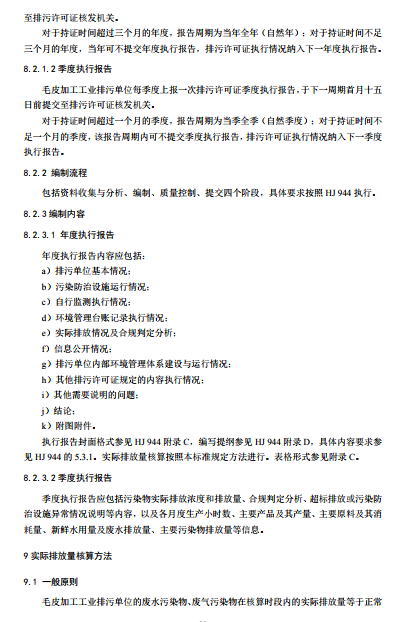 至排污许可证核发机关。
对于持证时间超过三个月的年度，报告周期为当年全年（自然年）；对于持证时间不足
三个月的年度，当年可不提交年度执行报告，排污许可证执行情况纳入下一年度执行报告。
8.2.1.2 季度执行报告
毛皮加工工业排污单位每季度上报一次排污许可证季度执行报告，于下一周期首月十五
日前提交至排污许可证核发机关。
对于持证时间超过一个月的季度，报告周期为当季全季（自然季度）；对于持证时间不
足一个月的季度，该报告周期内可不提交季度执行报告，排污许可证执行情况纳入下一季度
执行报告。
8.2.2 编制流程
包括资料收集与分析、编制、质量控制、提交四个阶段，具体要求按照 HJ 944 执行。
8.2.3 编制内容
8.2.3.1 年度执行报告
年度执行报告内容应包括：
a）排污单位基本情况；
b）污染防治设施运行情况；
c）自行监测执行情况；
d）环境管理台账记录执行情况；
e）实际排放情况及合规判定分析；
f）信息公开情况；
g）排污单位内部环境管理体系建设与运行情况；
h）其他排污许可证规定的内容执行情况；
i）其他需要说明的问题；
j）结论；
k）附图附件。
执行报告封面格式参见 HJ 944 附录 C，编写提纲参见 HJ 944 附录 D，具体内容要求参
见 HJ 944 的 5.3.1。实际排放量核算按照本标准规定方法进行。表格形式参见附录 C。
8.2.3.2 季度执行报告
季度执行报告应包括污染物实际排放浓度和排放量、合规判定分析、超标排放或污染防
治设施异常情况说明等内容，以及各月度生产小时数、主要产品及其产量、主要原料及其消
耗量、新鲜水用量及废水排放量、主要污染物排放量等信息。
9 实际排放量核算方法
9.1 一般原则
毛皮加工工业排污单位的废水污染物、废气污染物在核算时段内的实际排放量等于正常